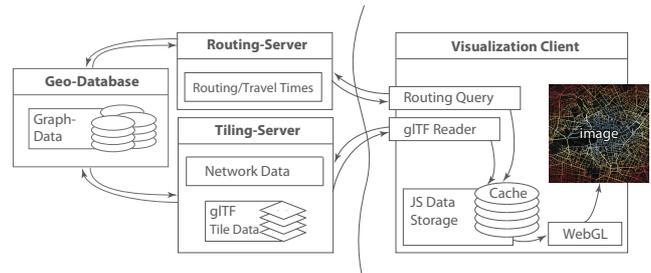 Routing-Server
Visualization Client
Geo-Database
Routing/Travel Times
Routing Query
Graph-
Data
Tiling-Server
glTF Reader
image
Network Data
glTF
Tile Data
JS Data
Storage
Cache
WebGL